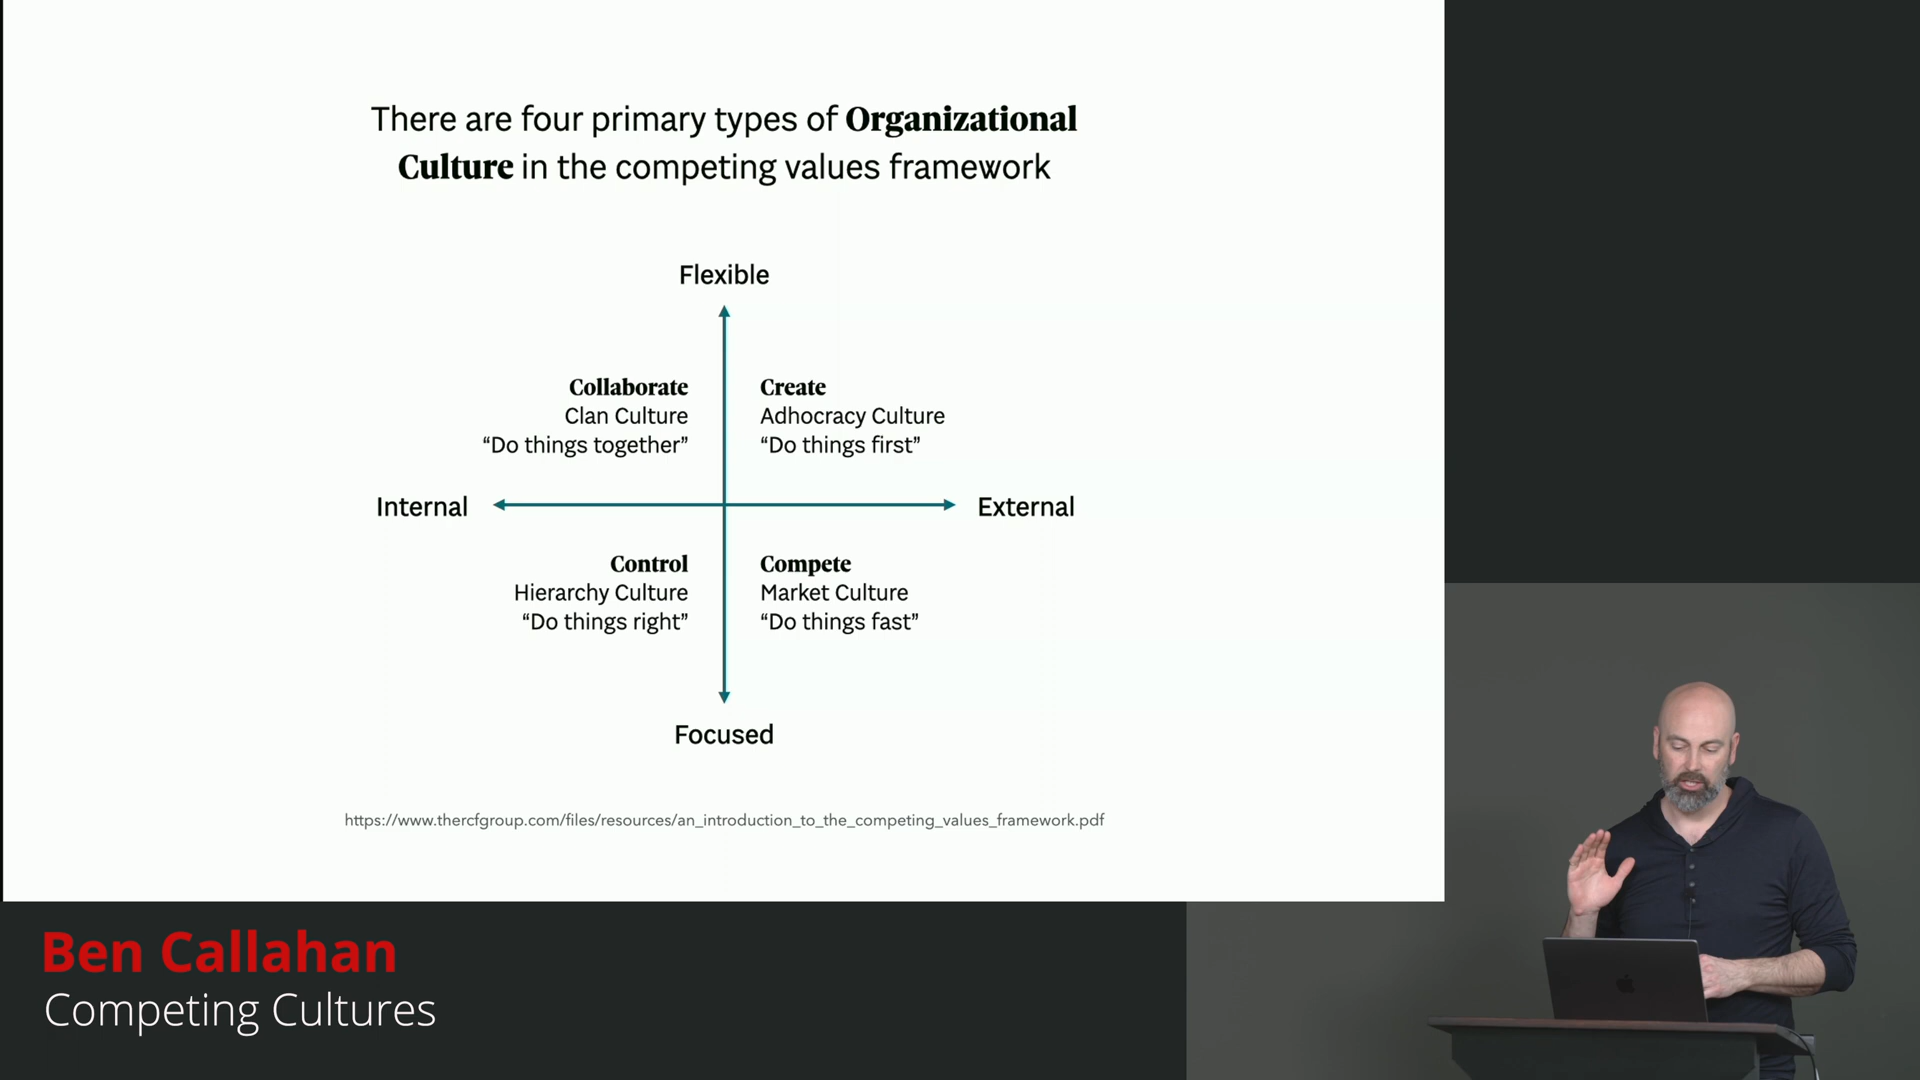 There are four primary types of Organizational
Culture in the competing values framework
Flexible
Collaborate
Clan Culture
“Do things together”
Create
Adhocracy Culture
“Do things first”
Internal
External
Control
Hierarchy Culture
“Do things right”
Compete
Market Culture
“Do things fast”
Focused
https://www.thercfgroup.com/files/resources/an_introduction_to_the_competing_values_framework.pdf
Ben Callahan
Competing Cultures